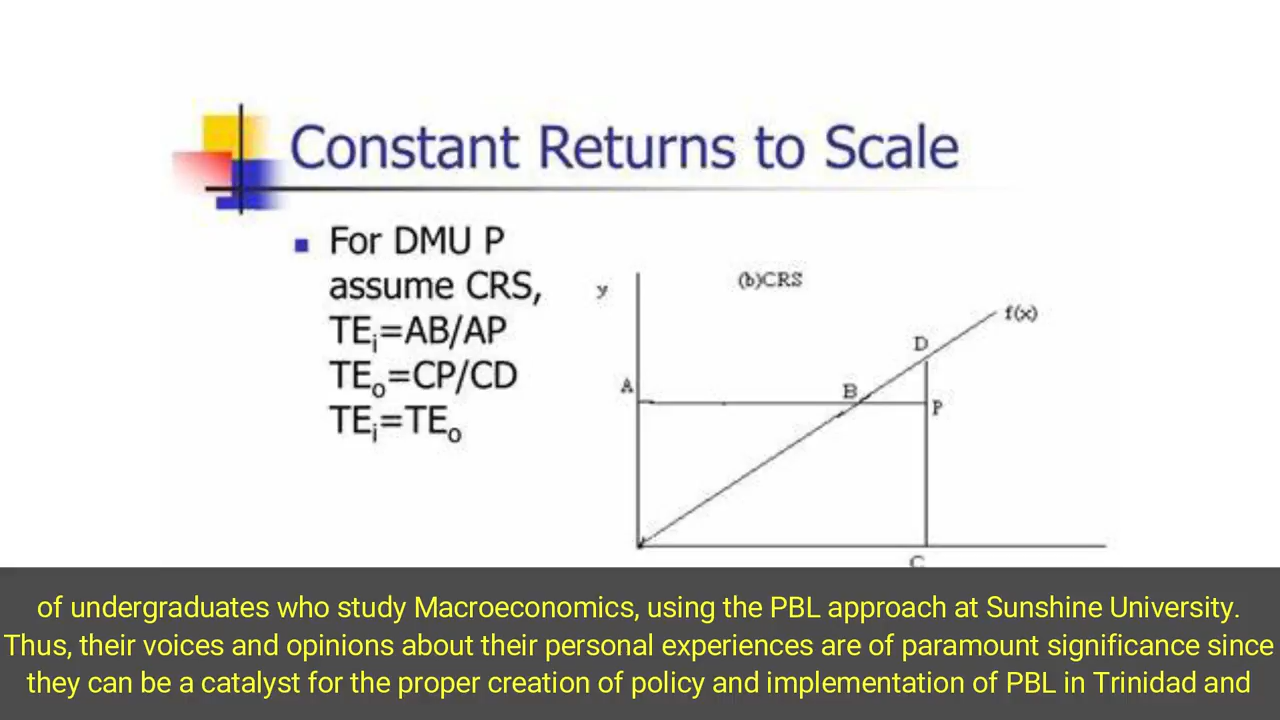 Constant Returns to Scale
For DMU P
assume CRS,
TEi=AB/AP
TEo=CP/CD
TEi=TEo
y
(b)CRS
f(x)
D
A
B
P
C
of undergraduates who study Macroeconomics, using the PBL approach at Sunshine University.
Thus, their voices and opinions about their personal experiences are of paramount significance since
they can be a catalyst for the proper creation of policy and implementation of PBL in Trinidad and